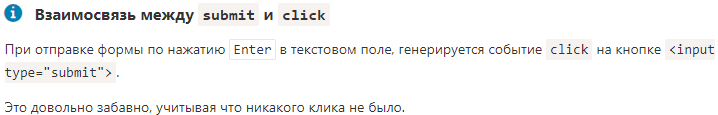 Взаимосвязь между submit и click
При отправке формы по нажатию Enter в текстовом поле, генерируется событие click на кнопке <input
type="submit">.
Это довольно забавно, учитывая что никакого клика не было.